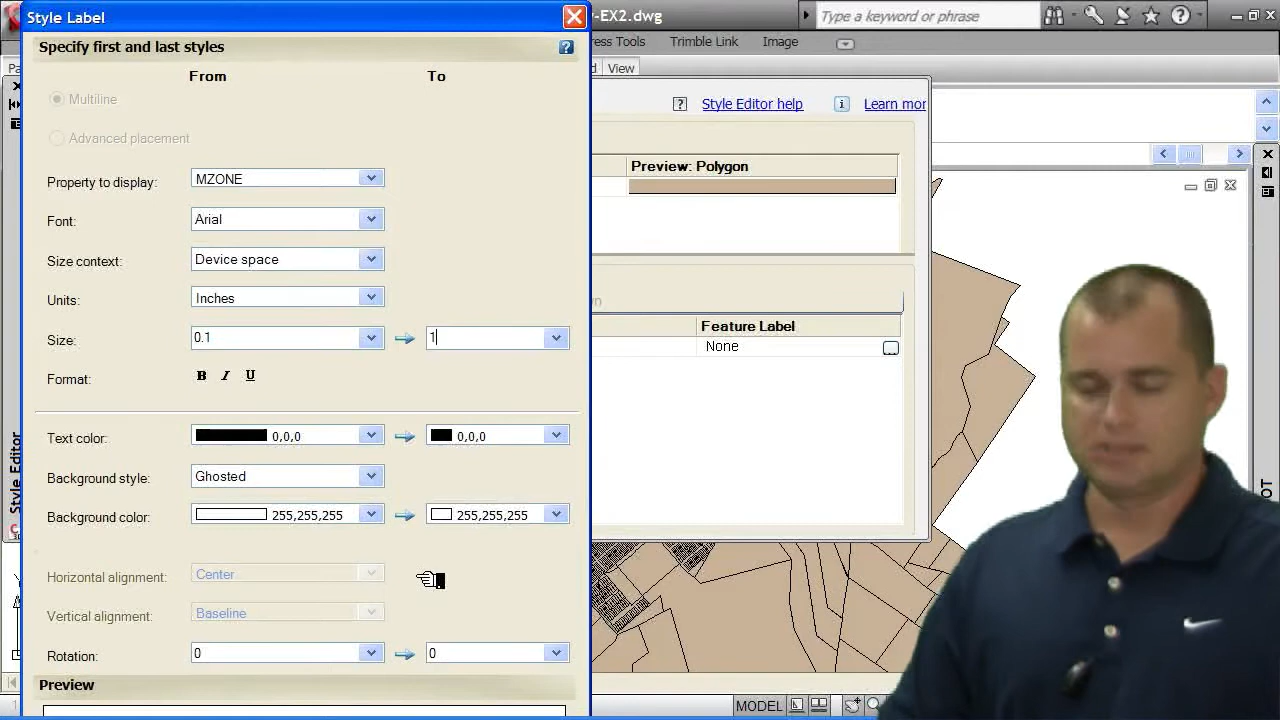 Style Label
-EX2.dwg
Type a keyword or phrase
Specify first and last styles
ress Tools
Trimble Link
Image
From
To
View
Multiline
Style Editor help
Learn mor
Advanced placement
Property to display:
MZONE
Preview: Polygon
Font:
Arial
Size context:
Device space
Units:
Inches
Size:
0.1
1
Feature Label
None
Format:
B I U
Text color:
0,0,0
0,0,0
Background style:
Ghosted
Background color:
255,255,255
255,255,255
Style Editor
Horizontal alignment:
Center
Vertical alignment:
Baseline
Rotation:
0
0
Preview
MODEL